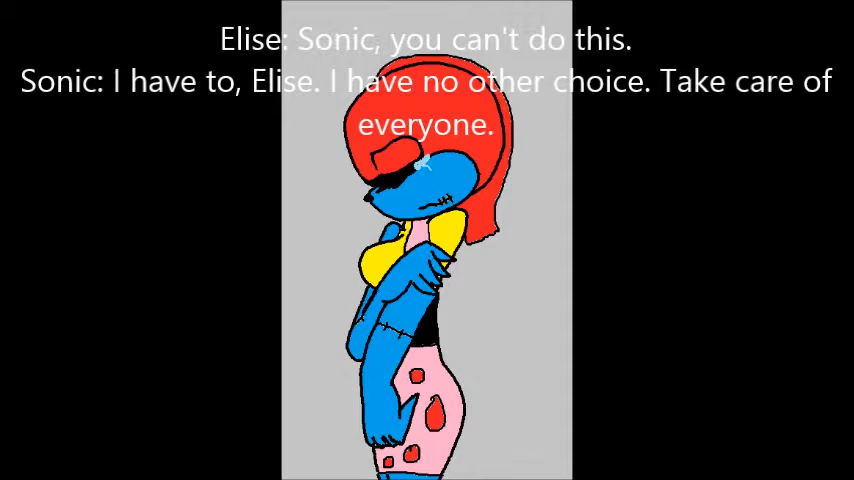 Elise: Sonic, you can't do this.
Sonic: I have to, Elise. I have no other choice. Take care of
everyone.